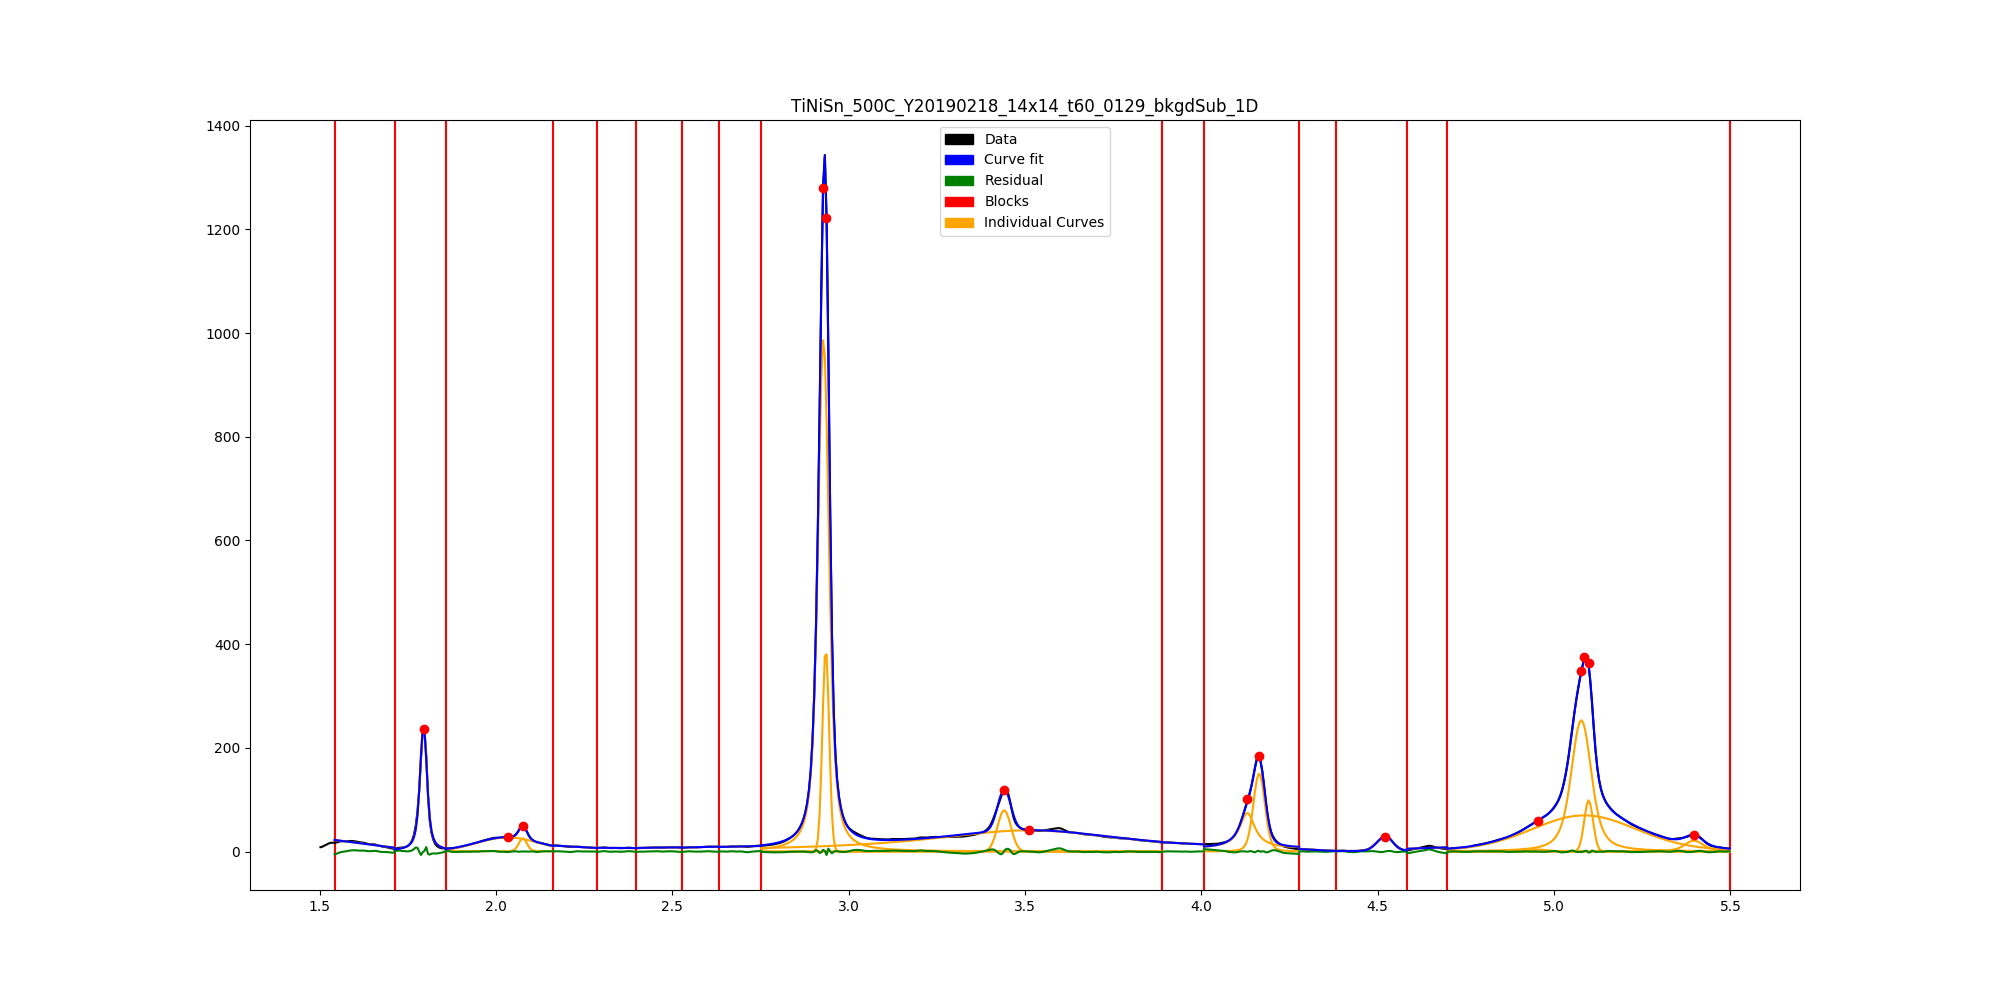 TiNiSn_500C_Y20190218_14x14_t60_0129_bkgdSub_1D
1400
1200
1000
800
600
400
200
0
Data
Curve fit
Residual
Blocks
Individual Curves
1.5 2.0 2.5 3.0 3.5 4.0 4.5 5.0 5.5